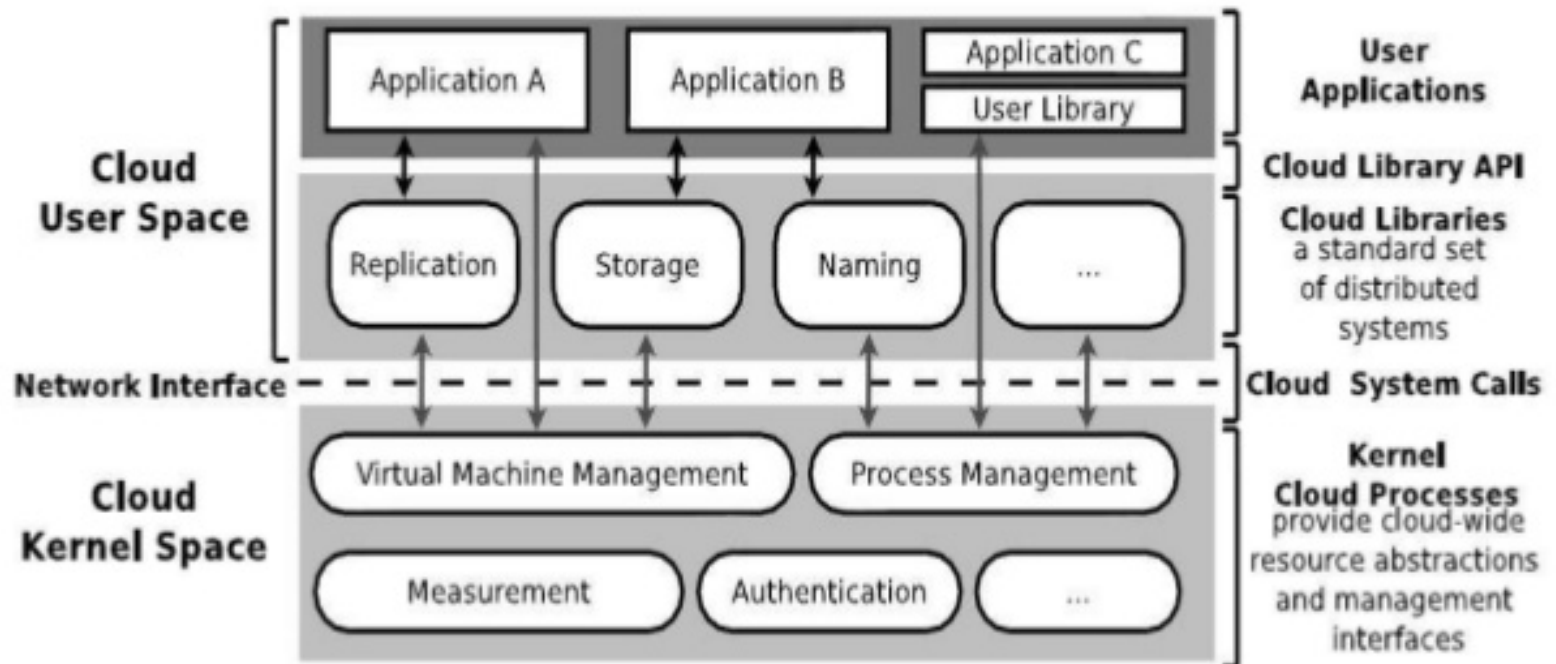 Application A
Application B
Application C
User Library
User
Applications
Cloud
User Space
Cloud Library API
Replication
Storage
Naming
...
Cloud Libraries
a standard set
of distributed
systems
Network Interface
Cloud System Calls
Cloud
Kernel Space
Virtual Machine Management
Process Management
Measurement
Authentication
...
Kernel
Cloud Processes
provide cloud-wide
resource abstractions
and management
interfaces